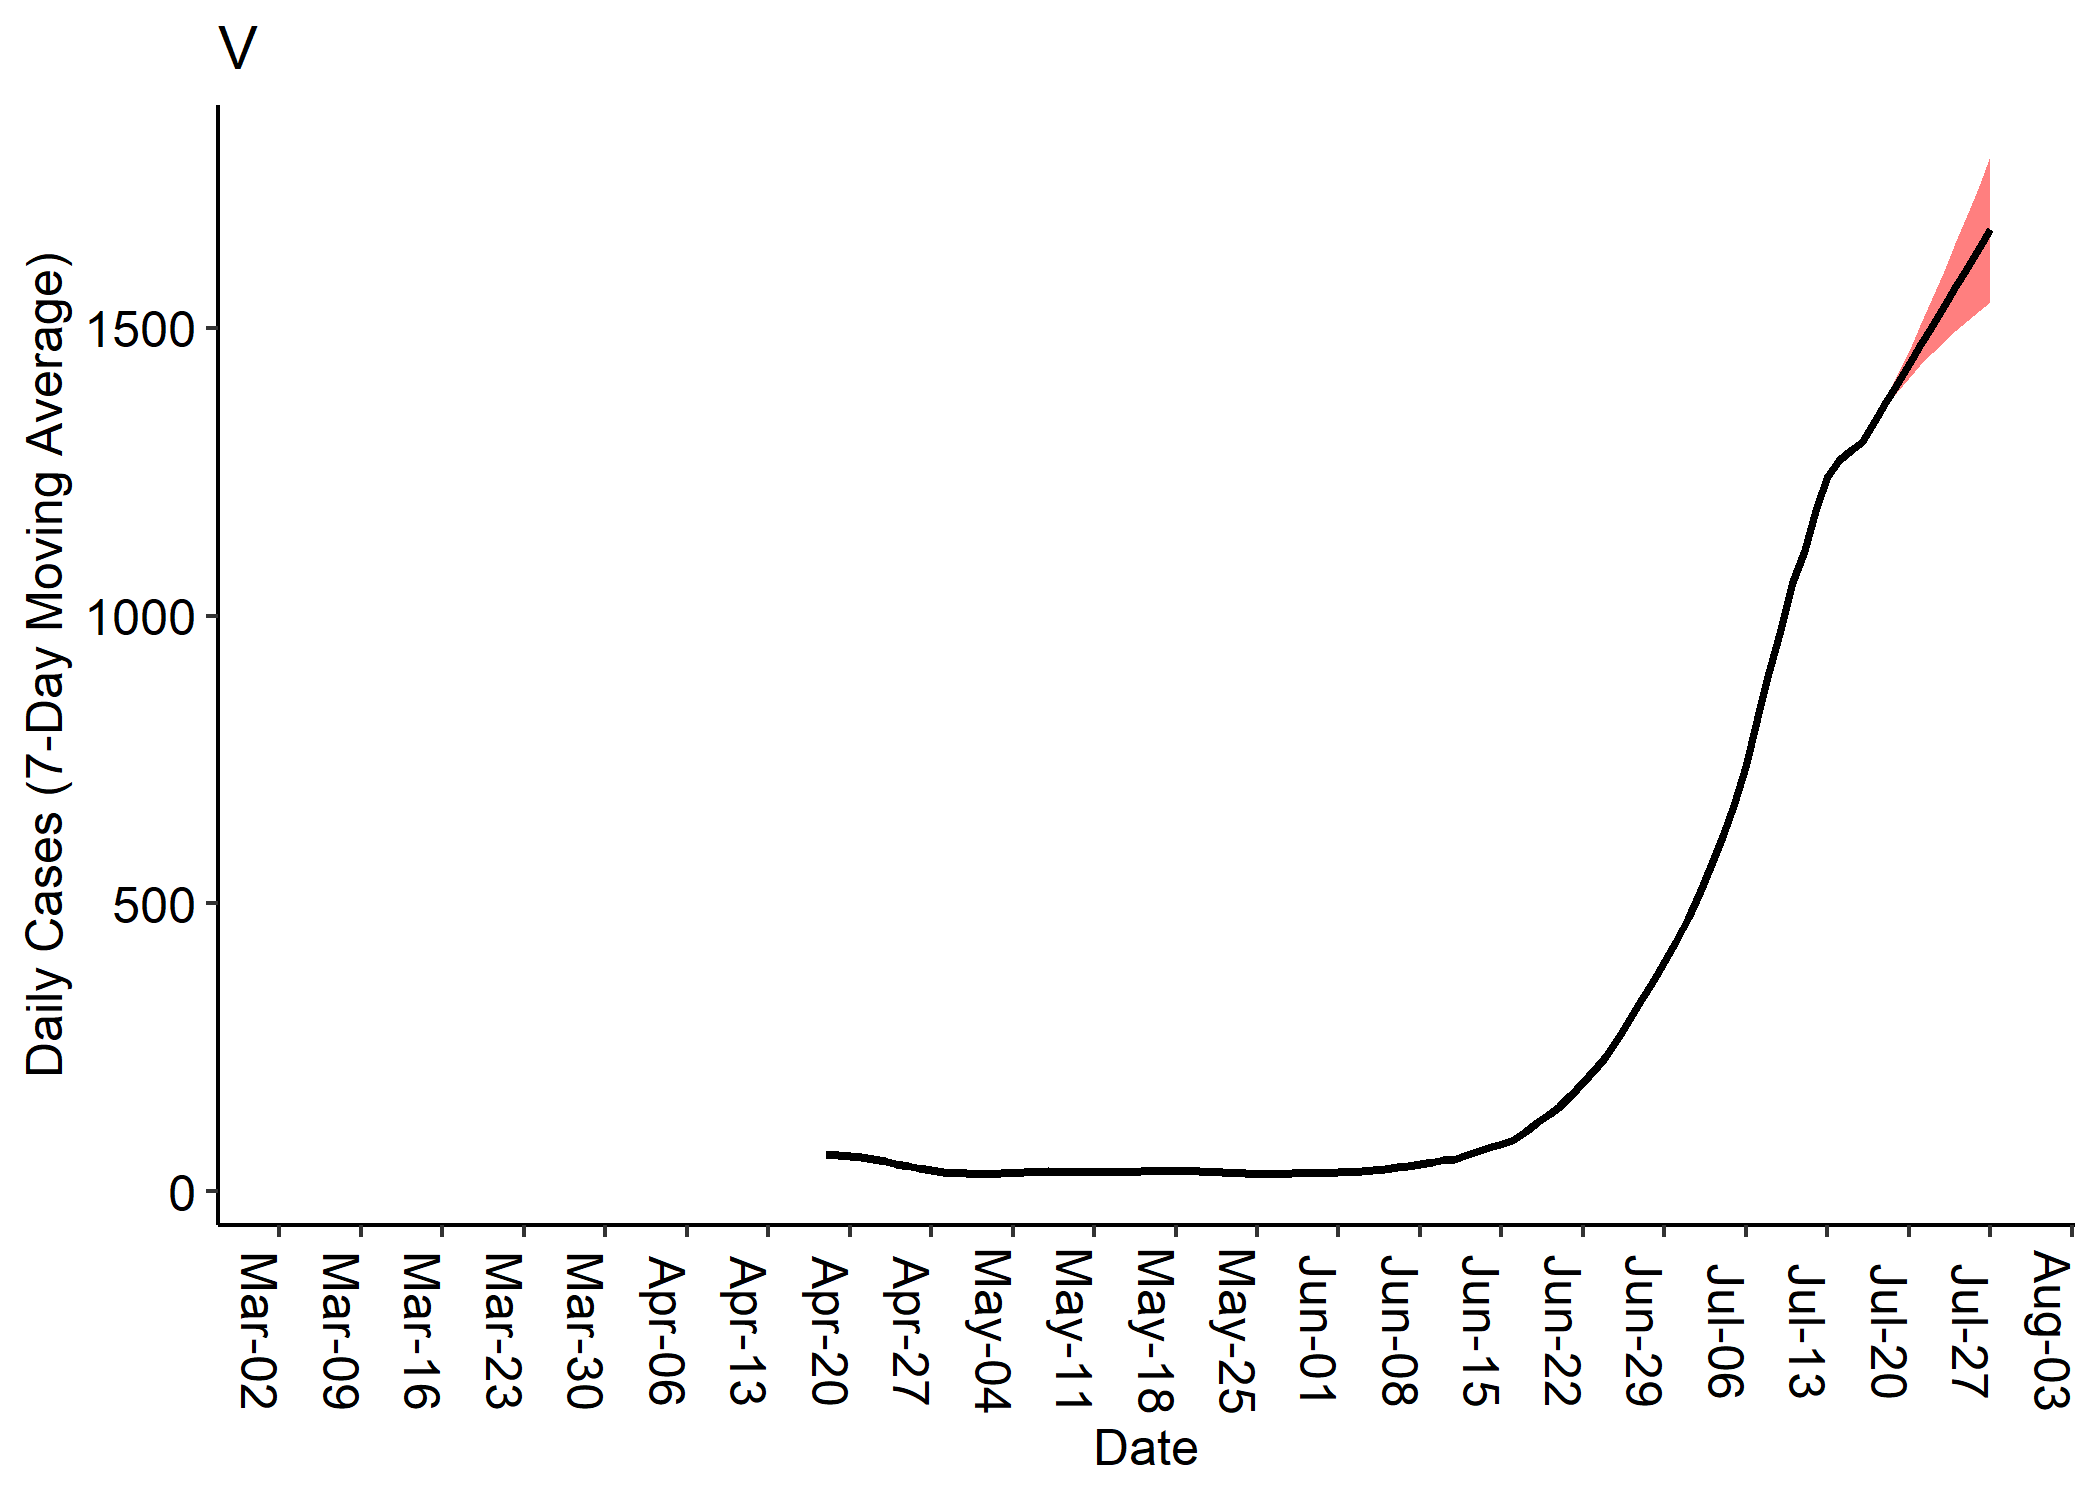 V
Daily Cases (7-Day Moving Average)
1500
1000
500
0
Mar-02
Mar-09
Mar-16
Mar-23
Mar-30
Apr-06
Apr-13
Apr-20
Apr-27
May-04
May-11
May-18
May-25
Jun-01
Jun-08
Jun-15
Jun-22
Jun-29
Jul-06
Jul-13
Jul-20
Jul-27
Aug-03
Date